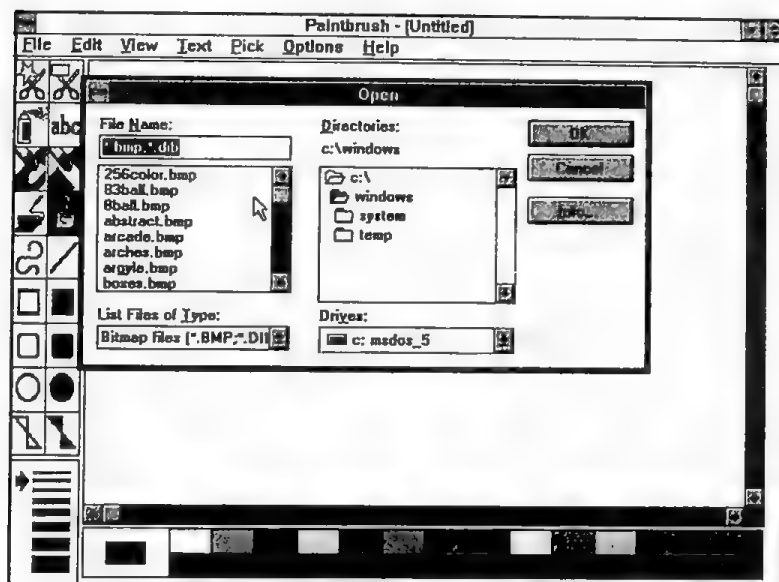 Paintbrush - [Untitled]
File Edit View Text Pick Options Help
abc
Open
File Name:
*.bmp;*.dib
256color.bmp
83ball.bmp
8ball.bmp
abstract.bmp
arcade.bmp
arches.bmp
argyle.bmp
boxes.bmp
List Files of Type:
Bitmap Files (*.BMP;*.DIB
Directories:
c:\windows
c:\
windows
system
temp
Drives:
c: msdos_5
OK
Cancel
Info...